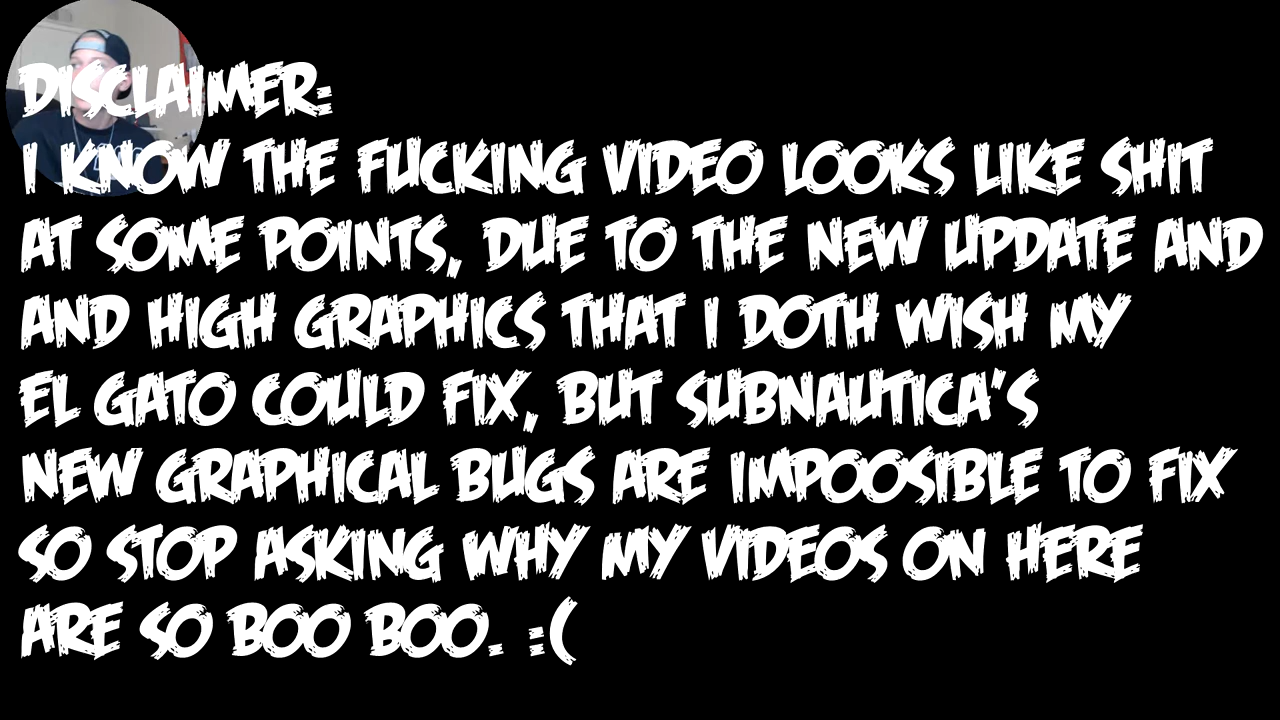 DISCLAIMER:
I KNOW THE FUCKING VIDEO LOOKS LIKE SHIT
AT SOME POINTS, DUE TO THE NEW UPDATE AND
AND HIGH GRAPHICS THAT I DOTH WISH MY
EL GATO COULD FIX, BUT SUBNAUTICA'S
NEW GRAPHICAL BUGS ARE IMPOOSIBLE TO FIX
SO STOP ASKING WHY MY VIDEOS ON HERE
ARE SO BOO BOO. :(